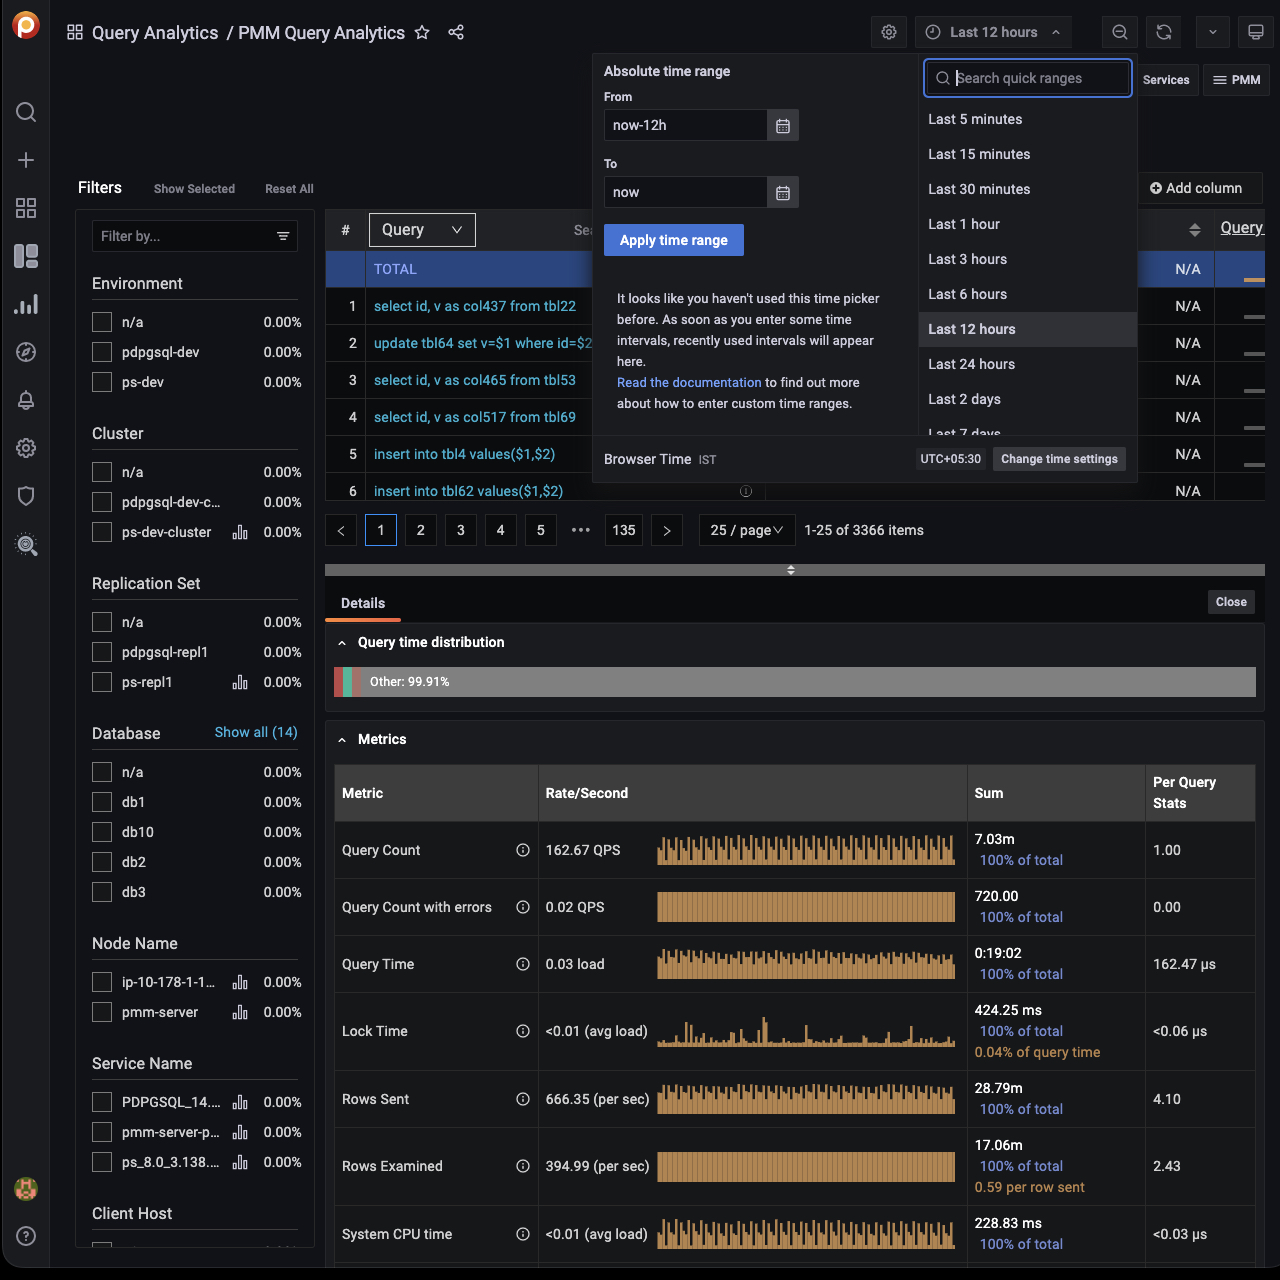 Query Analytics / PMM Query Analytics
Last 12 hours
Absolute time range
From
now-12h
To
now
Apply time range
It looks like you haven't used this time picker
before. As soon as you enter some time
intervals, recently used intervals will appear
here.
Read the documentation to find out more
about how to enter custom time ranges.
Browser Time IST
UTC+05:30
Change time settings
Search quick ranges
Last 5 minutes
Last 15 minutes
Last 30 minutes
Last 1 hour
Last 3 hours
Last 6 hours
Last 12 hours
Last 24 hours
Last 2 days
Last 7 days
Services
PMM
Add column
Filters
Show Selected
Reset All
Filter by...
Environment
n/a 0.00%
pdpgsql-dev 0.00%
ps-dev 0.00%
Cluster
n/a 0.00%
pdpgsql-dev-c... 0.00%
ps-dev-cluster 0.00%
Replication Set
n/a 0.00%
pdpgsql-repl1 0.00%
ps-repl1 0.00%
Database Show all (14)
n/a 0.00%
db1 0.00%
db10 0.00%
db2 0.00%
db3 0.00%
Node Name
ip-10-178-1-1... 0.00%
pmm-server 0.00%
Service Name
PDPGSQL_14.... 0.00%
pmm-server-p... 0.00%
ps_8.0_3.138.... 0.00%
Client Host
# Query Query
TOTAL N/A
1 select id, v as col437 from tbl22 N/A
2 update tbl64 set v=$1 where id=$2 N/A
3 select id, v as col465 from tbl53 N/A
4 select id, v as col517 from tbl69 N/A
5 insert into tbl4 values($1,$2) N/A
6 insert into tbl62 values($1,$2) N/A
1 2 3 4 5 ••• 135 25 / page 1-25 of 3366 items
Details Close
Query time distribution
Other: 99.91%
Metrics
Metric Rate/Second Sum Per Query Stats
Query Count 162.67 QPS 7.03m 100% of total 1.00
Query Count with errors 0.02 QPS 720.00 100% of total 0.00
Query Time 0.03 load 0:19:02 100% of total 162.47 µs
Lock Time <0.01 (avg load) 424.25 ms 100% of total 0.04% of query time <0.06 µs
Rows Sent 666.35 (per sec) 28.79m 100% of total 4.10
Rows Examined 394.99 (per sec) 17.06m 100% of total 0.59 per row sent 2.43
System CPU time <0.01 (avg load) 228.83 ms 100% of total <0.03 µs